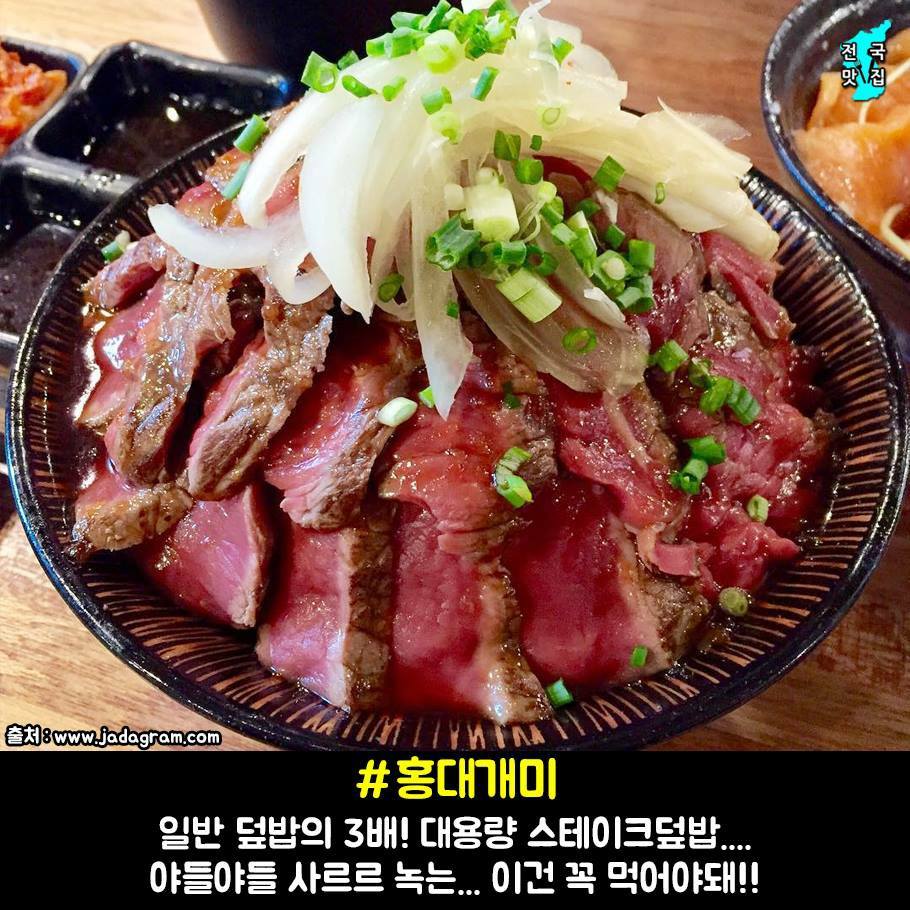 전국
맛집
출처 : www.jadagram.com
#홍대개미
일반 덮밥의 3배! 대용량 스테이크덮밥....
야들야들 사르르 녹는... 이건 꼭 먹어야돼!!